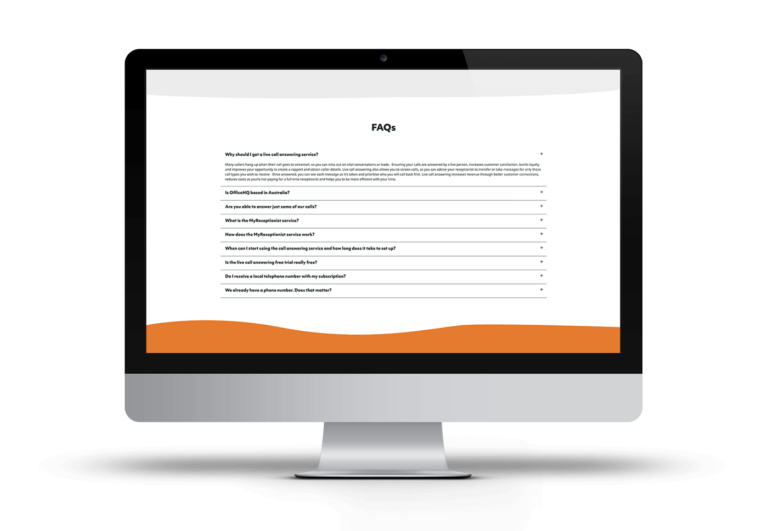 FAQs
Why should I get a live call answering service? +
Many callers hang up when their call goes to voicemail, so you can miss out on vital conversations or leads. Ensuring your calls are answered by a live person, increases customer satisfaction, builds loyalty,
and improves your opportunity to create a rapport and obtain caller details. Live call answering also allows you to screen calls, so you can advise your receptionist to transfer or take messages for only those
call types you wish to receive. Once answered, you can see each message as it's taken and prioritise who you will call back first. Live call answering increases revenue through better customer connections,
reduces costs as you're not paying for a full time receptionist and helps you to be more efficient with your time.
Is OfficeHQ based in Australia? +
Are you able to answer just some of our calls? +
What is the MyReceptionist service? +
How does the MyReceptionist service work? +
When can I start using the call answering service and how long does it take to set up? +
Is the live call answering free trial really free? +
Do I receive a local telephone number with my subscription? +
We already have a phone number. Does that matter? +